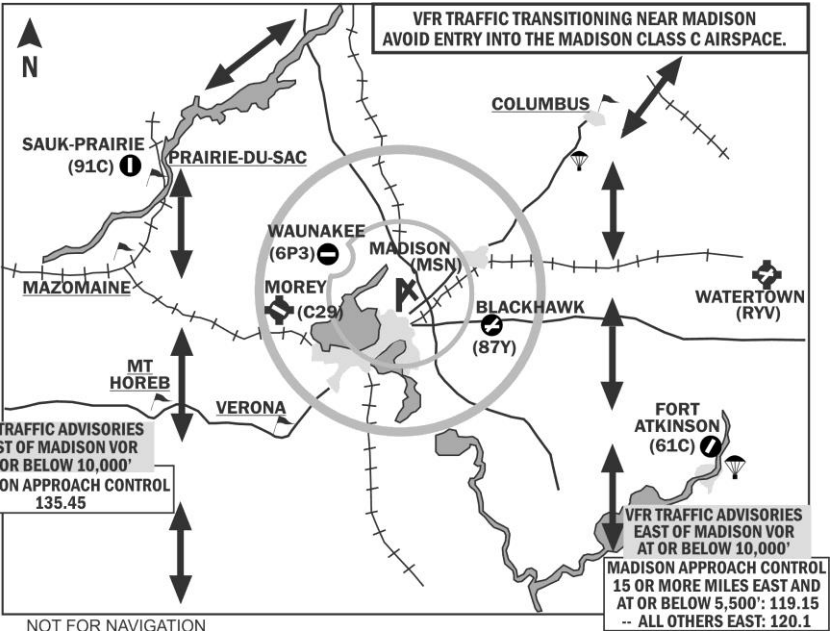 VFR TRAFFIC TRANSITIONING NEAR MADISON
AVOID ENTRY INTO THE MADISON CLASS C AIRSPACE.
N
COLUMBUS
SAUK-PRAIRIE
(91C)
PRAIRIE-DU-SAC
WAUNAKEE
(6P3)
MADISON
(MSN)
MAZOMAINE
MOREY
(C29)
BLACKHAWK
(87Y)
WATERTOWN
(RYV)
MT
HOREB
VERONA
FORT
ATKINSON
(61C)
TRAFFIC ADVISORIES
ST OF MADISON VOR
OR BELOW 10,000'
ON APPROACH CONTROL
135.45
VFR TRAFFIC ADVISORIES
EAST OF MADISON VOR
AT OR BELOW 10,000'
MADISON APPROACH CONTROL
15 OR MORE MILES EAST AND
AT OR BELOW 5,500': 119.15
-- ALL OTHERS EAST: 120.1
NOT FOR NAVIGATION